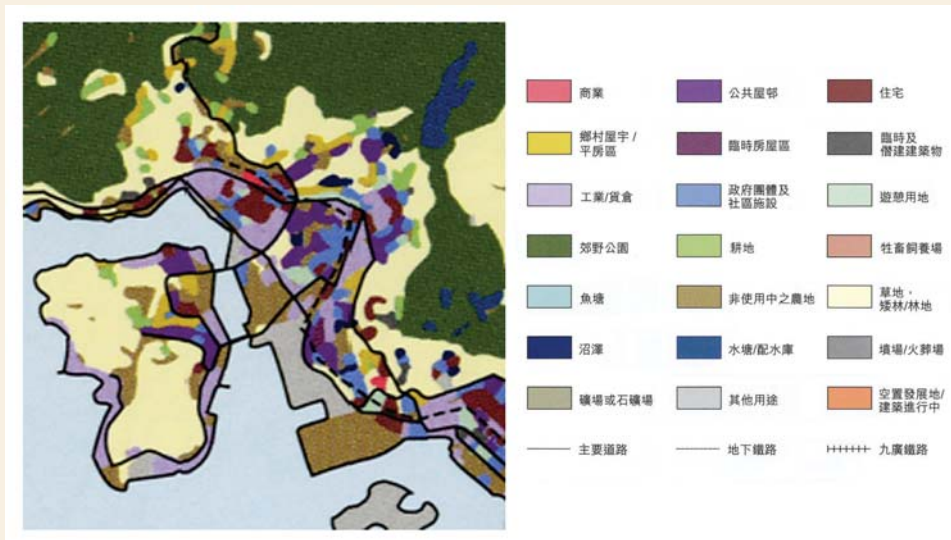 商業
公共屋邨
住宅
鄉村屋宇/
平房區
臨時房屋區
臨時及
僭建建築物
工業/貨倉
政府團體及
社區施設
遊憩用地
郊野公園
耕地
牲畜飼養場
魚塘
非使用中之農地
草地，
矮林/林地
沼澤
水塘/配水庫
墳場/火葬場
礦場或石礦場
其他用途
空置發展地/
建築進行中
主要道路
地下鐵路
九廣鐵路